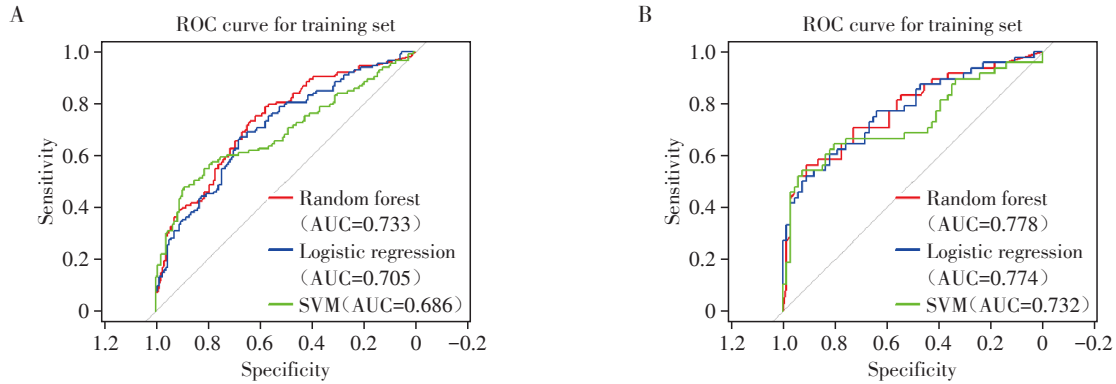 A
ROC curve for training set
1.0
0.8
0.6
0.4
0.2
0
Sensitivity
Random forest
（AUC=0.733）
Logistic regression
（AUC=0.705）
SVM（AUC=0.686）
1.2 1.0 0.8 0.6 0.4 0.2 0 −0.2
Specificity
B
ROC curve for training set
1.0
0.8
0.6
0.4
0.2
0
Sensitivity
Random forest
（AUC=0.778）
Logistic regression
（AUC=0.774）
SVM（AUC=0.732）
1.2 1.0 0.8 0.6 0.4 0.2 0 −0.2
Specificity